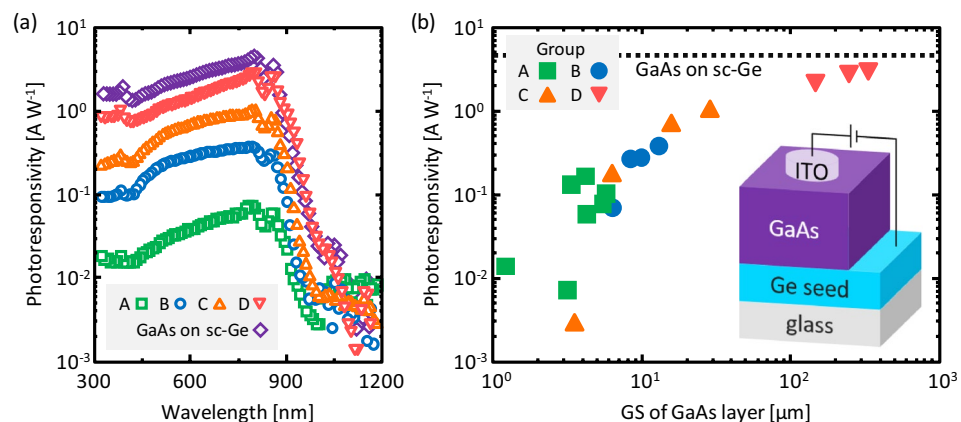 (a)
Photoresponsivity [A W⁻¹]
10¹
10⁰
10⁻¹
10⁻²
10⁻³
A B C D
GaAs on sc-Ge
300 600 900 1200
Wavelength [nm]
(b)
Photoresponsivity [A W⁻¹]
10¹
10⁰
10⁻¹
10⁻²
10⁻³
Group
A B
C D
GaAs on sc-Ge
ITO
GaAs
Ge seed
glass
10⁰ 10¹ 10² 10³
GS of GaAs layer [μm]